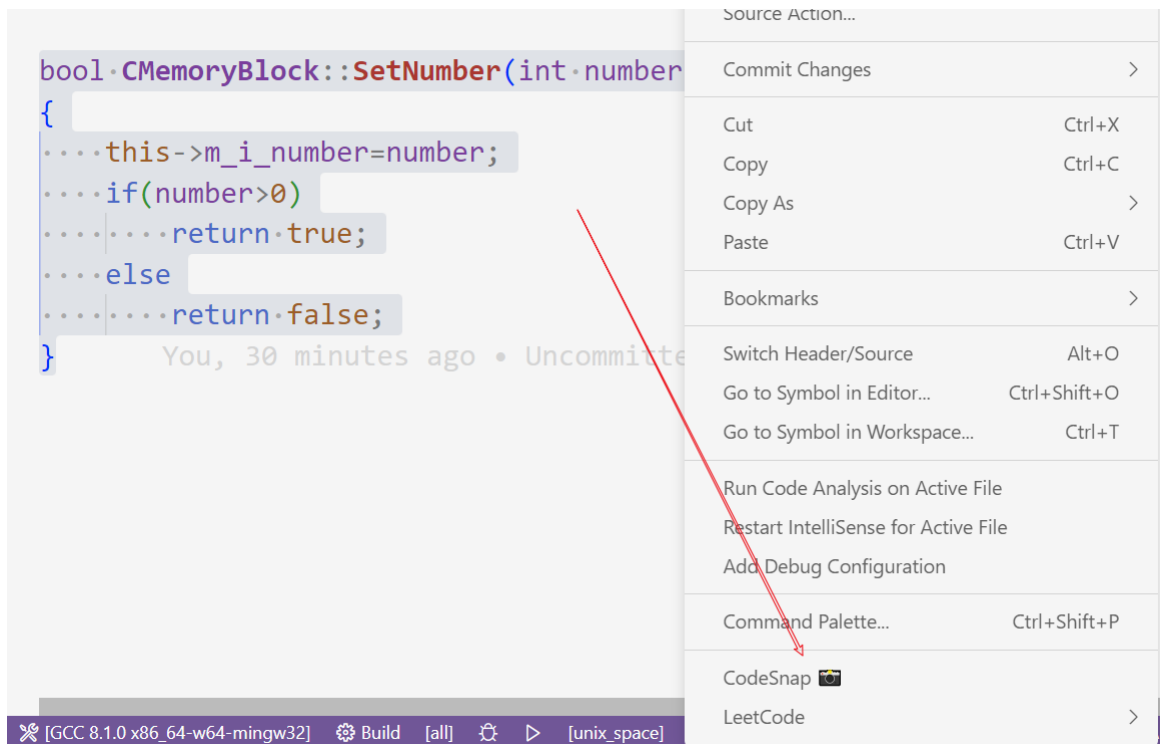 Source Action...
bool CMemoryBlock::SetNumber(int number
Commit Changes
{
Cut Ctrl+X
this->m_i_number=number;
Copy Ctrl+C
if(number>0)
Copy As
return true;
Paste Ctrl+V
else
Bookmarks
return false;
}
You, 30 minutes ago • Uncommitte
Switch Header/Source Alt+O
Go to Symbol in Editor... Ctrl+Shift+O
Go to Symbol in Workspace... Ctrl+T
Run Code Analysis on Active File
Restart IntelliSense for Active File
Add Debug Configuration
Command Palette... Ctrl+Shift+P
CodeSnap
LeetCode
[GCC 8.1.0 x86_64-w64-mingw32] Build [all] [unix_space]